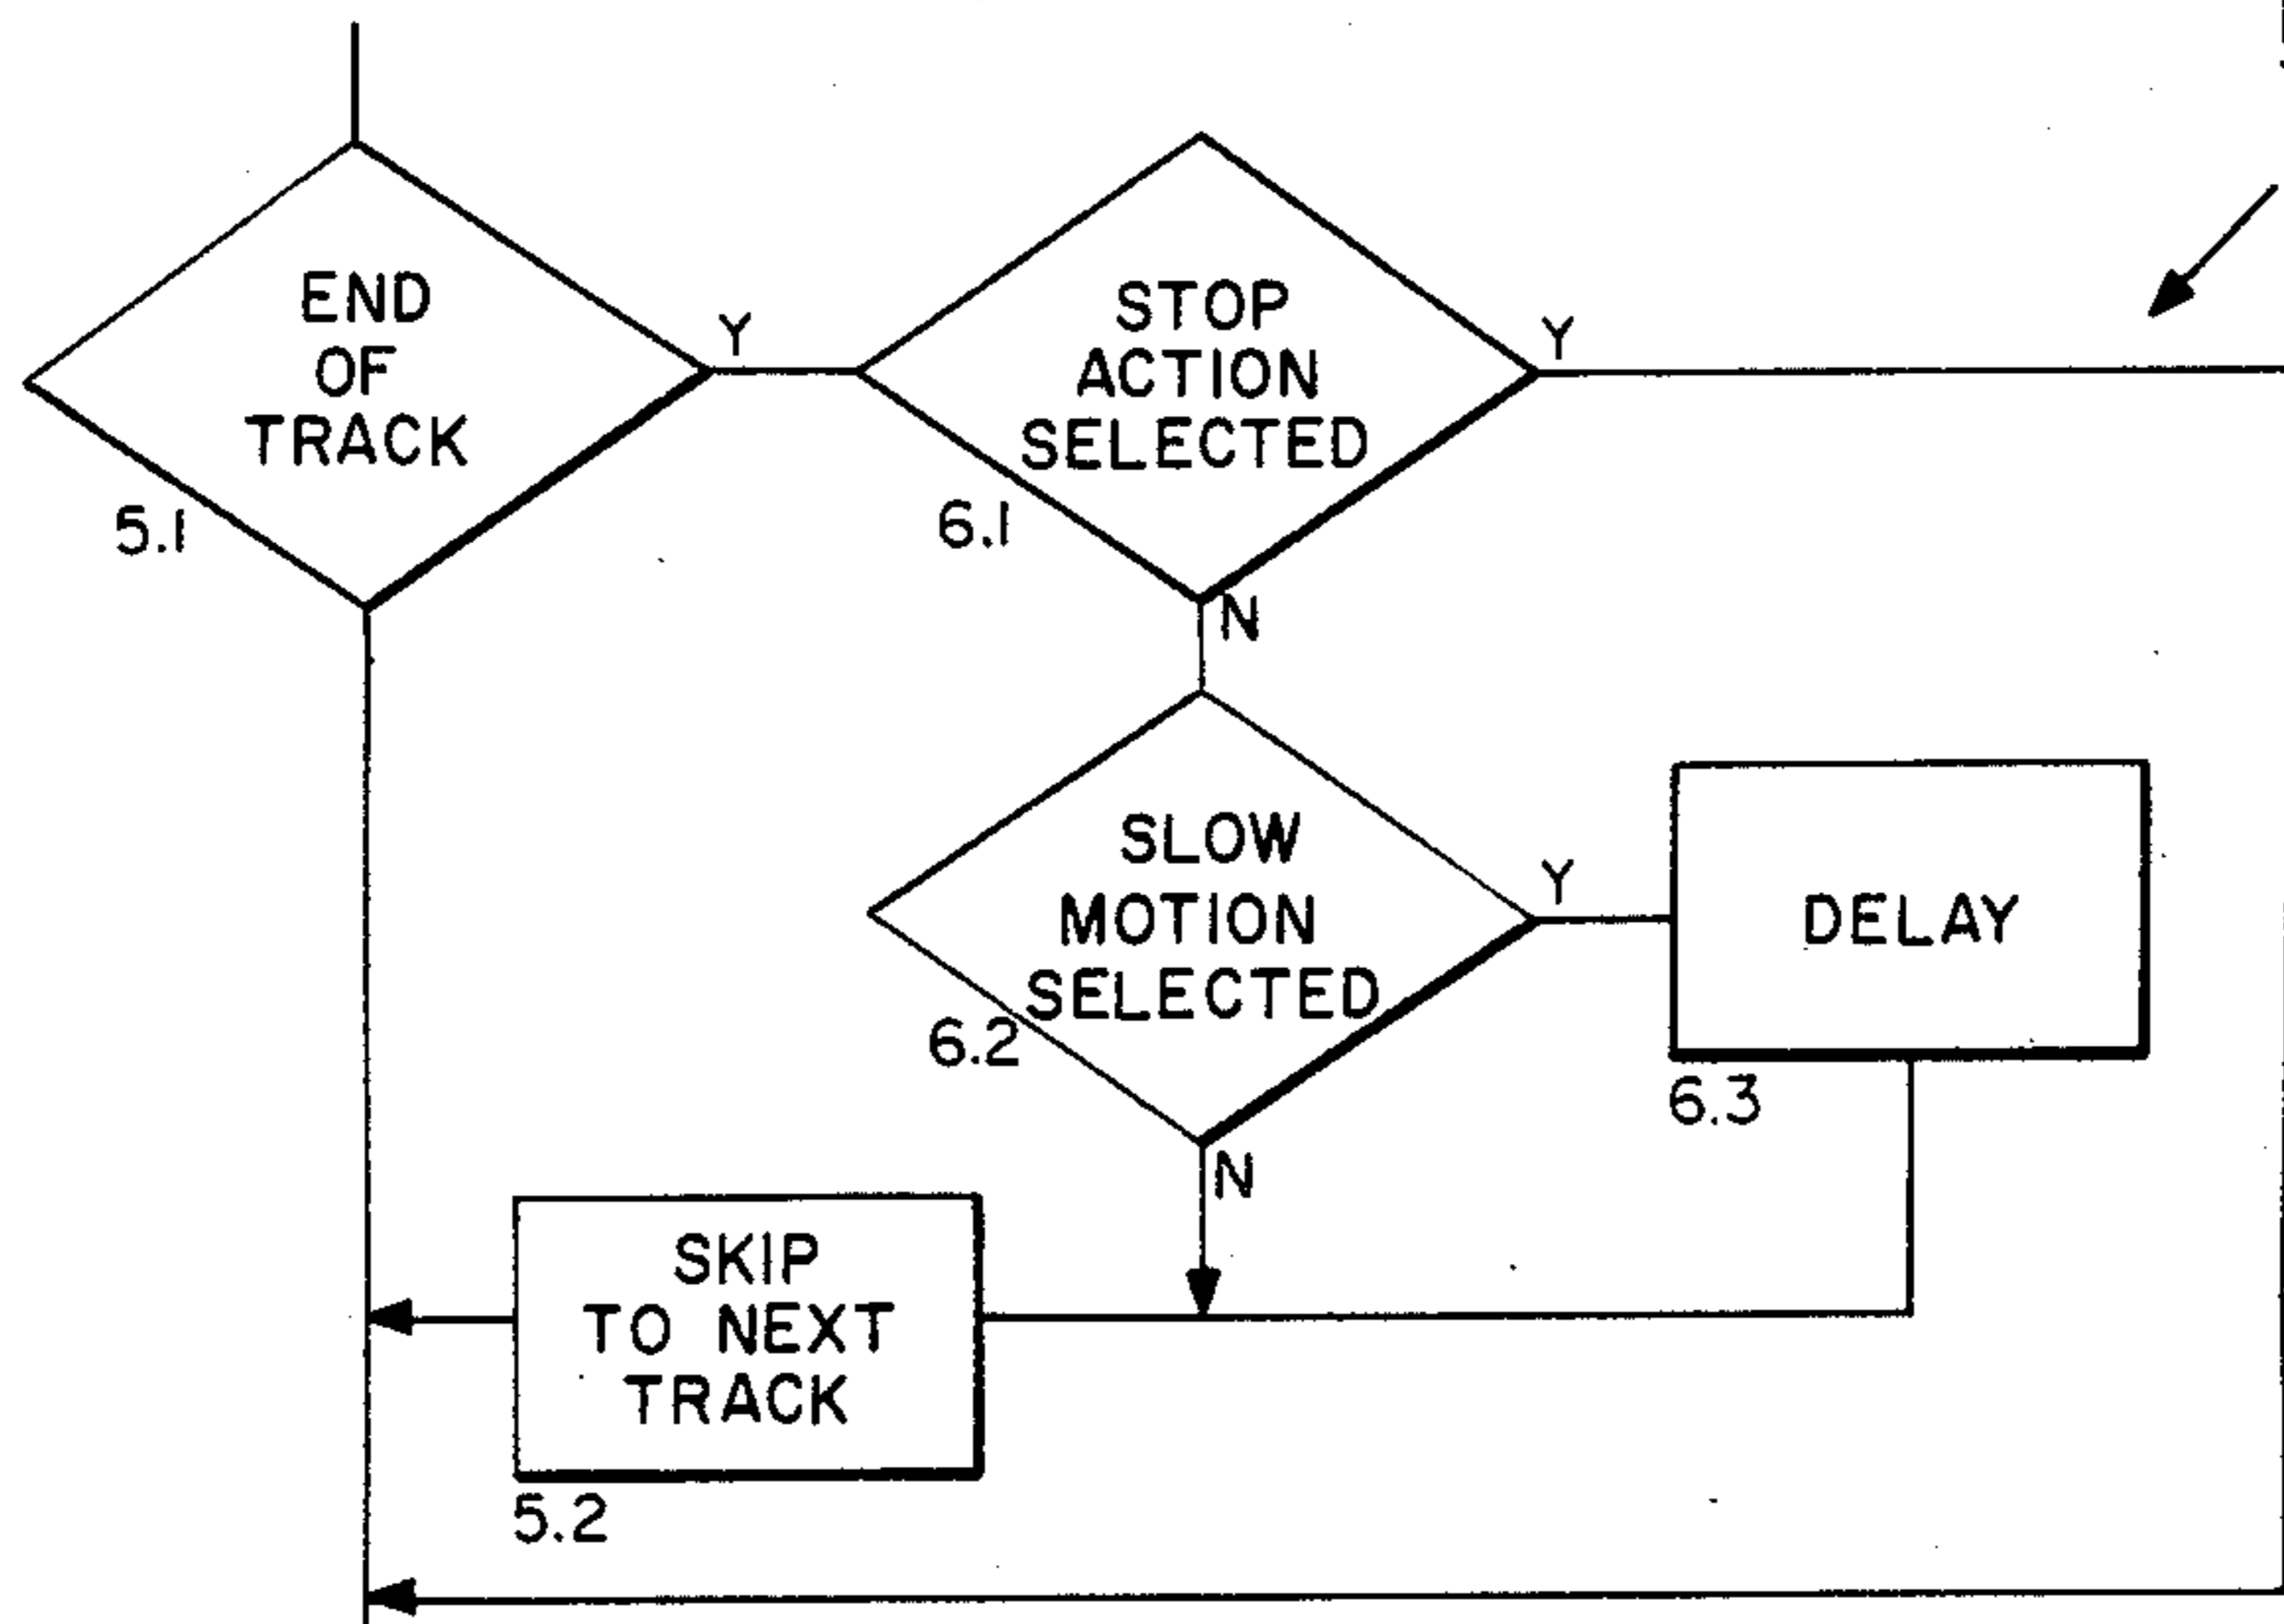 END
OF
TRACK
5.1
Y
STOP
ACTION
SELECTED
6.1
Y
N
SLOW
MOTION
SELECTED
6.2
Y
N
DELAY
6.3
SKIP
TO NEXT
TRACK
5.2